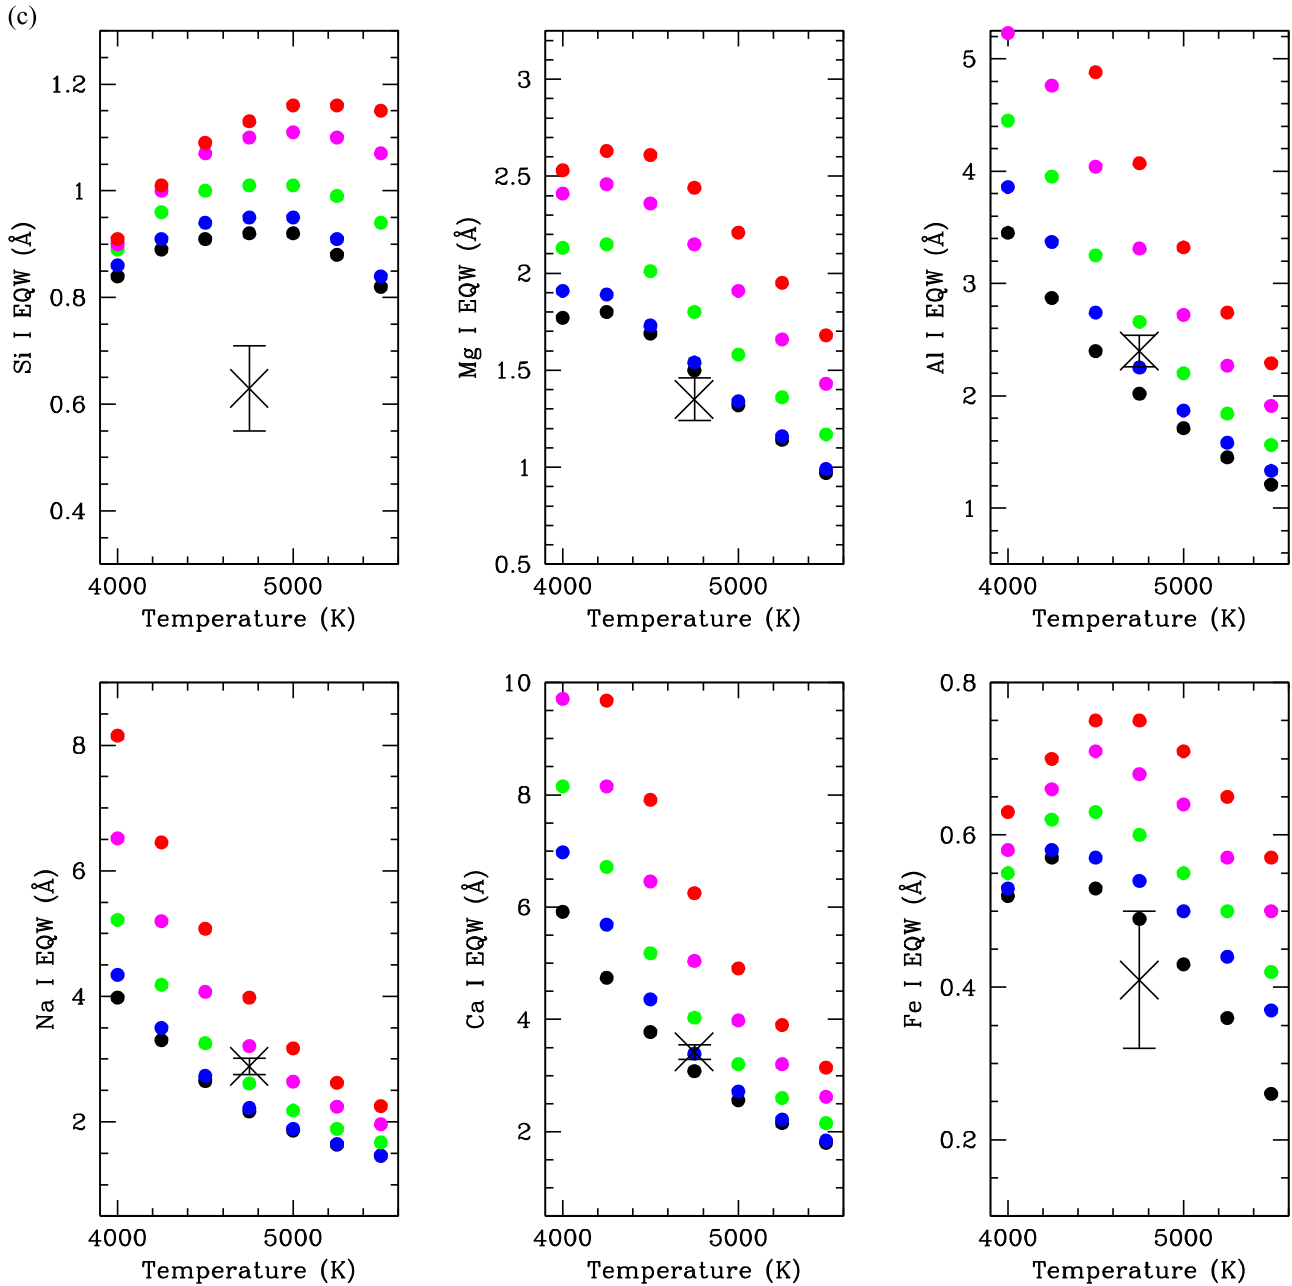 (c)
1.2
1
0.8
0.6
0.4
Si I EQW (Å)
4000 5000
Temperature (K)
3
2.5
2
1.5
1
0.5
Mg I EQW (Å)
4000 5000
Temperature (K)
5
4
3
2
1
Al I EQW (Å)
4000 5000
Temperature (K)
8
6
4
2
Na I EQW (Å)
4000 5000
Temperature (K)
10
8
6
4
2
Ca I EQW (Å)
4000 5000
Temperature (K)
0.8
0.6
0.4
0.2
Fe I EQW (Å)
4000 5000
Temperature (K)